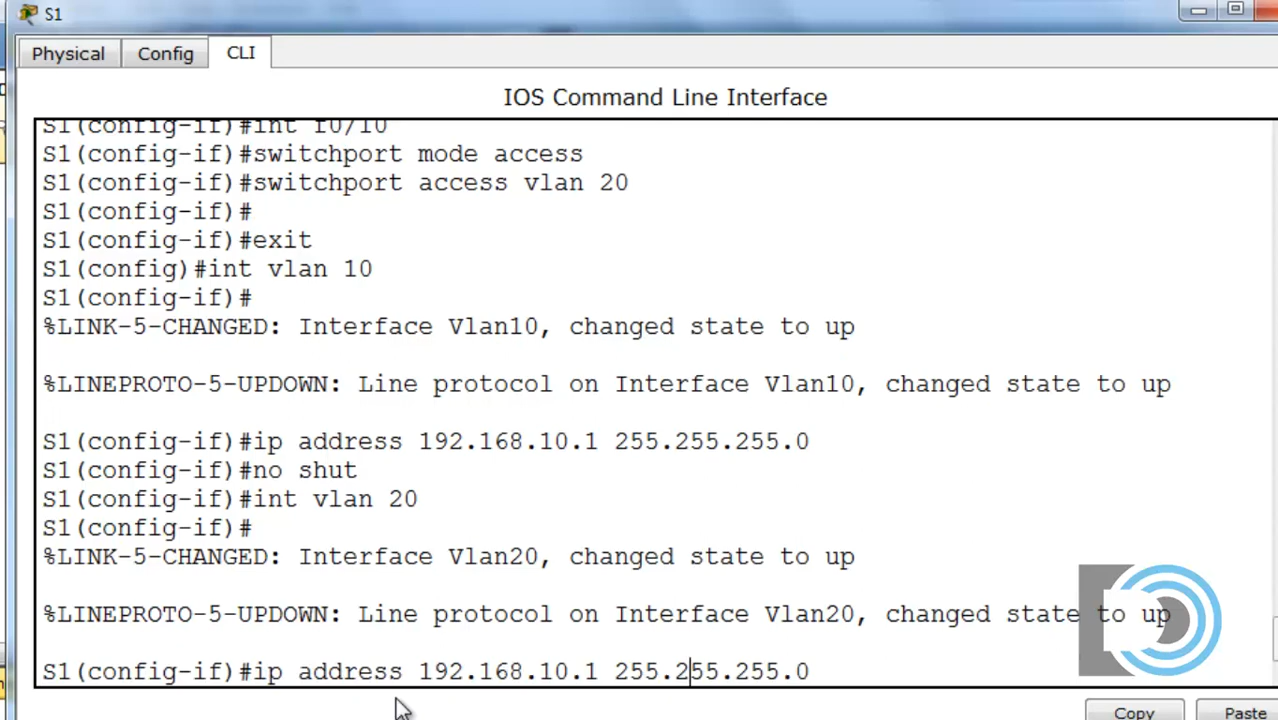 S1
Physical
Config
CLI
IOS Command Line Interface
S1(config-if)#int f0/10
S1(config-if)#switchport mode access
S1(config-if)#switchport access vlan 20
S1(config-if)#
S1(config-if)#exit
S1(config)#int vlan 10
S1(config-if)#
%LINK-5-CHANGED: Interface Vlan10, changed state to up
%LINEPROTO-5-UPDOWN: Line protocol on Interface Vlan10, changed state to up
S1(config-if)#ip address 192.168.10.1 255.255.255.0
S1(config-if)#no shut
S1(config-if)#int vlan 20
S1(config-if)#
%LINK-5-CHANGED: Interface Vlan20, changed state to up
%LINEPROTO-5-UPDOWN: Line protocol on Interface Vlan20, changed state to up
S1(config-if)#ip address 192.168.10.1 255.255.255.0
Copy
Paste